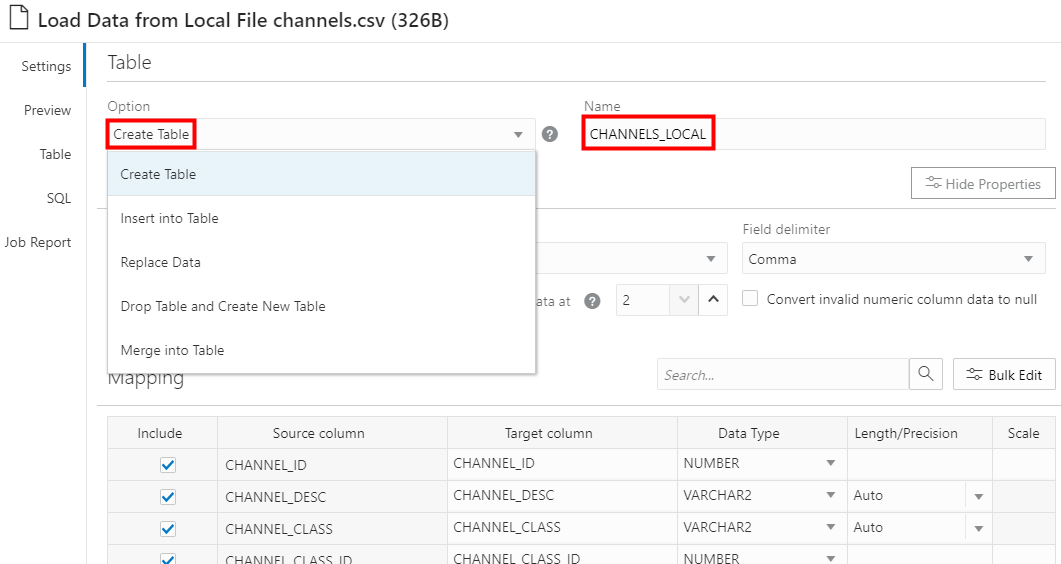 Load Data from Local File channels.csv (326B)
Settings
Preview
Table
SQL
Job Report
Table
Option
Name
Create Table
?
CHANNELS_LOCAL
Create Table
Insert into Table
Replace Data
Drop Table and Create New Table
Merge into Table
Hide Properties
Field delimiter
Comma
at
?
2
Convert invalid numeric column data to null
Mapping
Search...
Bulk Edit
Include Source column Target column Data Type Length/Precision Scale
CHANNEL_ID CHANNEL_ID NUMBER
CHANNEL_DESC CHANNEL_DESC VARCHAR2 Auto
CHANNEL_CLASS CHANNEL_CLASS VARCHAR2 Auto
CHANNEL_CLASS_ID CHANNEL_CLASS_ID NUMBER